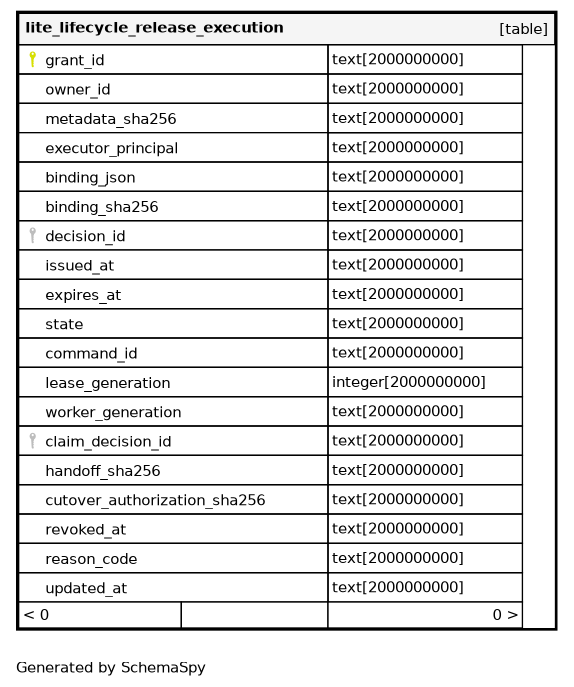 lite_lifecycle_release_execution [table]
grant_id text[2000000000]
owner_id text[2000000000]
metadata_sha256 text[2000000000]
executor_principal text[2000000000]
binding_json text[2000000000]
binding_sha256 text[2000000000]
decision_id text[2000000000]
issued_at text[2000000000]
expires_at text[2000000000]
state text[2000000000]
command_id text[2000000000]
lease_generation integer[2000000000]
worker_generation text[2000000000]
claim_decision_id text[2000000000]
handoff_sha256 text[2000000000]
cutover_authorization_sha256 text[2000000000]
revoked_at text[2000000000]
reason_code text[2000000000]
updated_at text[2000000000]
< 0 0 >
Generated by SchemaSpy